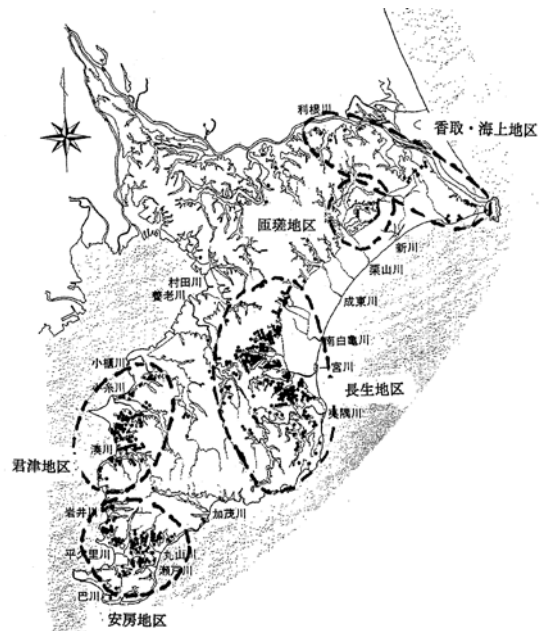 利根川
香取・海上地区
匝瑳地区
新川
栗山川
村田川
養老川
成東川
南白亀川
一宮川
小櫃川
小糸川
長生地区
夷隅川
湊川
君津地区
岩井川
加茂川
平久里川
丸山川
瀬戸川
巴川
安房地区